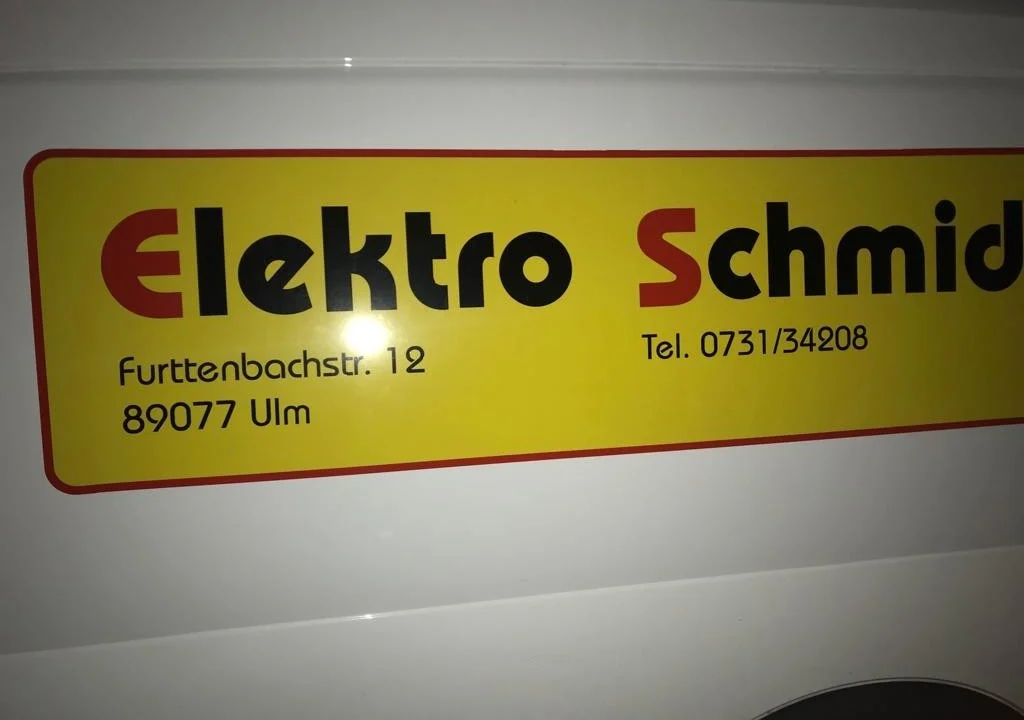 Elektro Schmid
Furttenbachstr. 12
Tel. 0731/34208
89077 Ulm